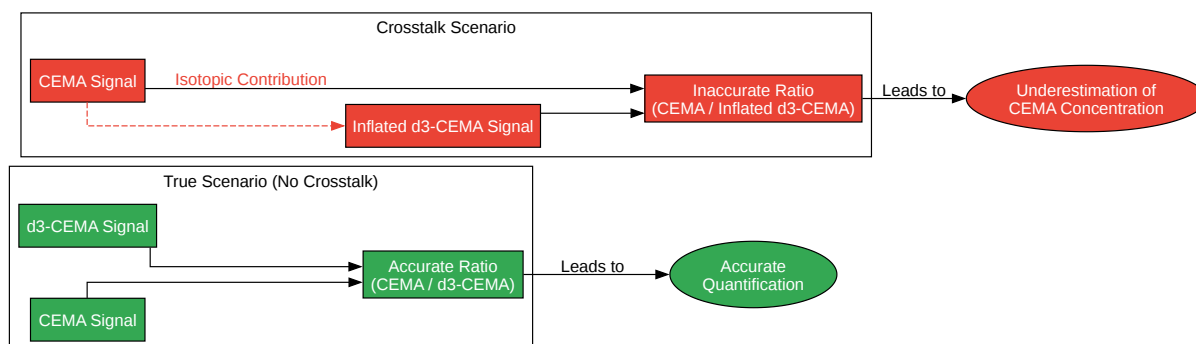 Crosstalk Scenario
CEMA Signal
Isotopic Contribution
Inflated d3-CEMA Signal
Inaccurate Ratio
(CEMA / Inflated d3-CEMA)
Leads to
Underestimation of
CEMA Concentration
True Scenario (No Crosstalk)
d3-CEMA Signal
CEMA Signal
Accurate Ratio
(CEMA / d3-CEMA)
Leads to
Accurate
Quantification